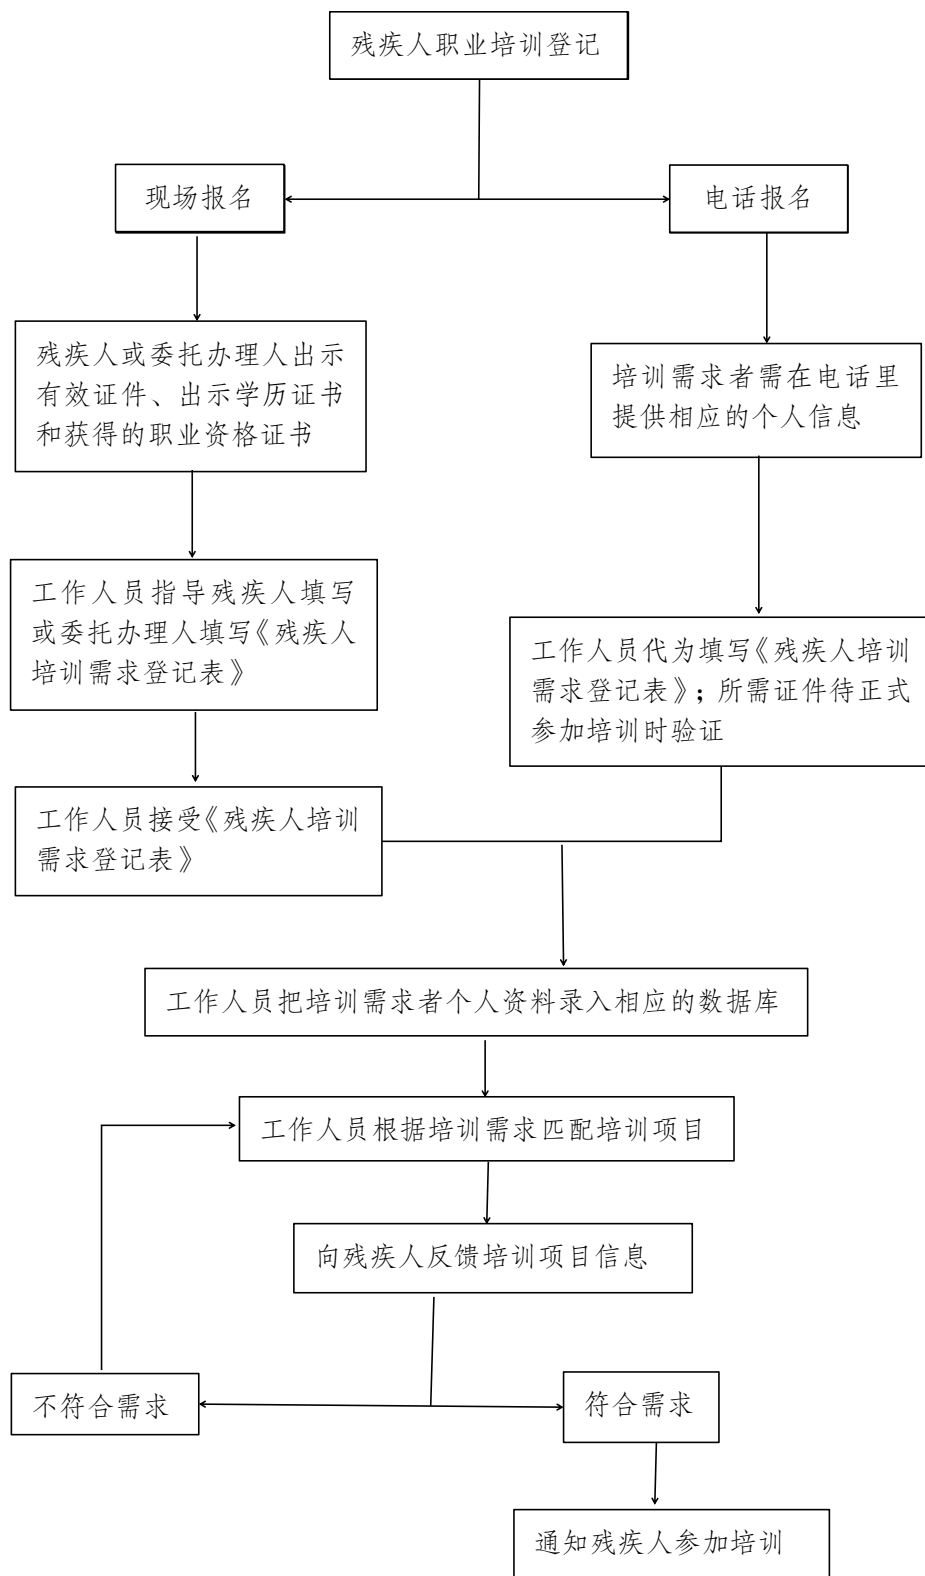 残疾人职业培训登记
现场报名
电话报名
残疾人或委托办理人出示
有效证件、出示学历证书
和获得的职业资格证书
培训需求者需在电话里
提供相应的个人信息
工作人员指导残疾人填写
或委托办理人填写《残疾人
培训需求登记表》
工作人员代为填写《残疾人培训
需求登记表》；所需证件待正式
参加培训时验证
工作人员接受《残疾人培训
需求登记表》
工作人员把培训需求者个人资料录入相应的数据库
工作人员根据培训需求匹配培训项目
向残疾人反馈培训项目信息
不符合需求
符合需求
通知残疾人参加培训